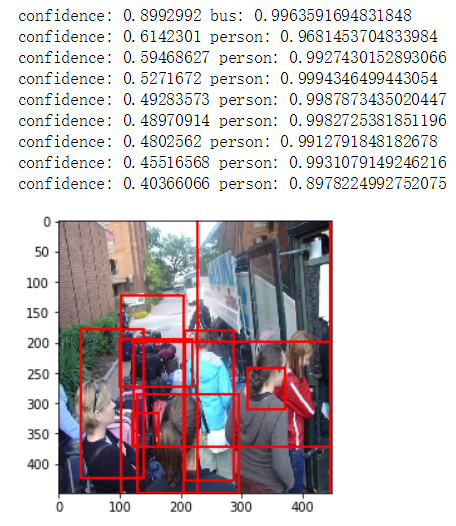 confidence: 0.8992992 bus: 0.9963591694831848
confidence: 0.6142301 person: 0.9681453704833984
confidence: 0.59468627 person: 0.9927430152893066
confidence: 0.5271672 person: 0.9994346499443054
confidence: 0.49283573 person: 0.9987873435020447
confidence: 0.48970914 person: 0.9982725381851196
confidence: 0.4802562 person: 0.9912791848182678
confidence: 0.45516568 person: 0.9931079149246216
confidence: 0.40366066 person: 0.8978224992752075
0
50
100
150
200
250
300
350
400
0 100 200 300 400